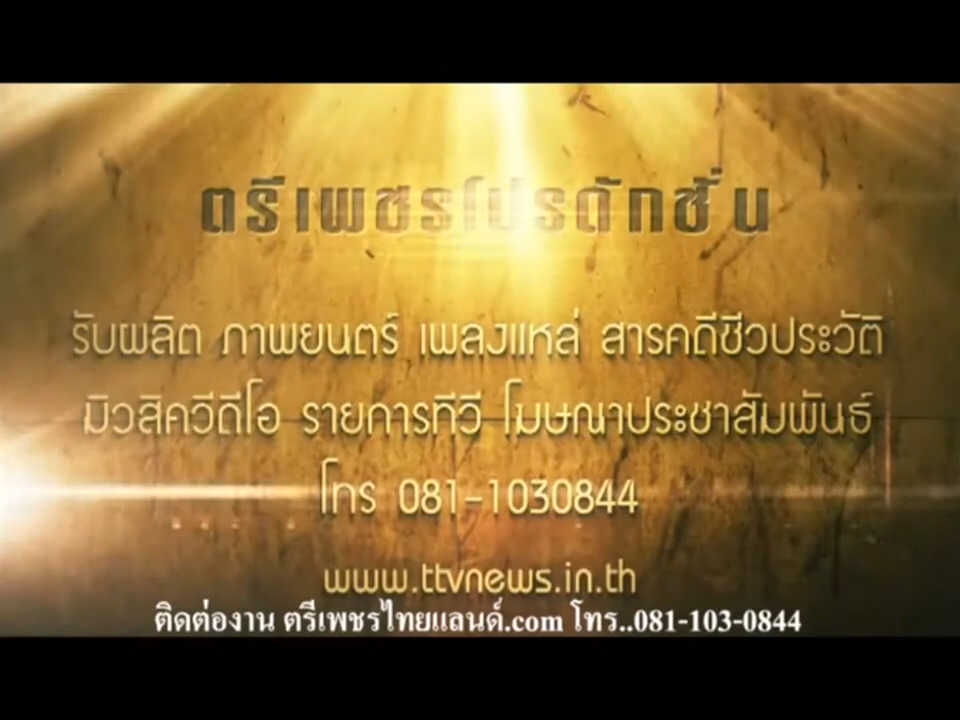 ตรีเพชรโปรดักชั่น
รับผลิต ภาพยนตร์ เพลงแหล่ สารคดีชีวประวัติ
มิวสิควีดีโอ รายการทีวี โฆษณาประชาสัมพันธ์
โทร 081-1030844
www.ttvnews.in.th
ติดต่องาน ตรีเพชรไทยแลนด์.com โทร..081-103-0844